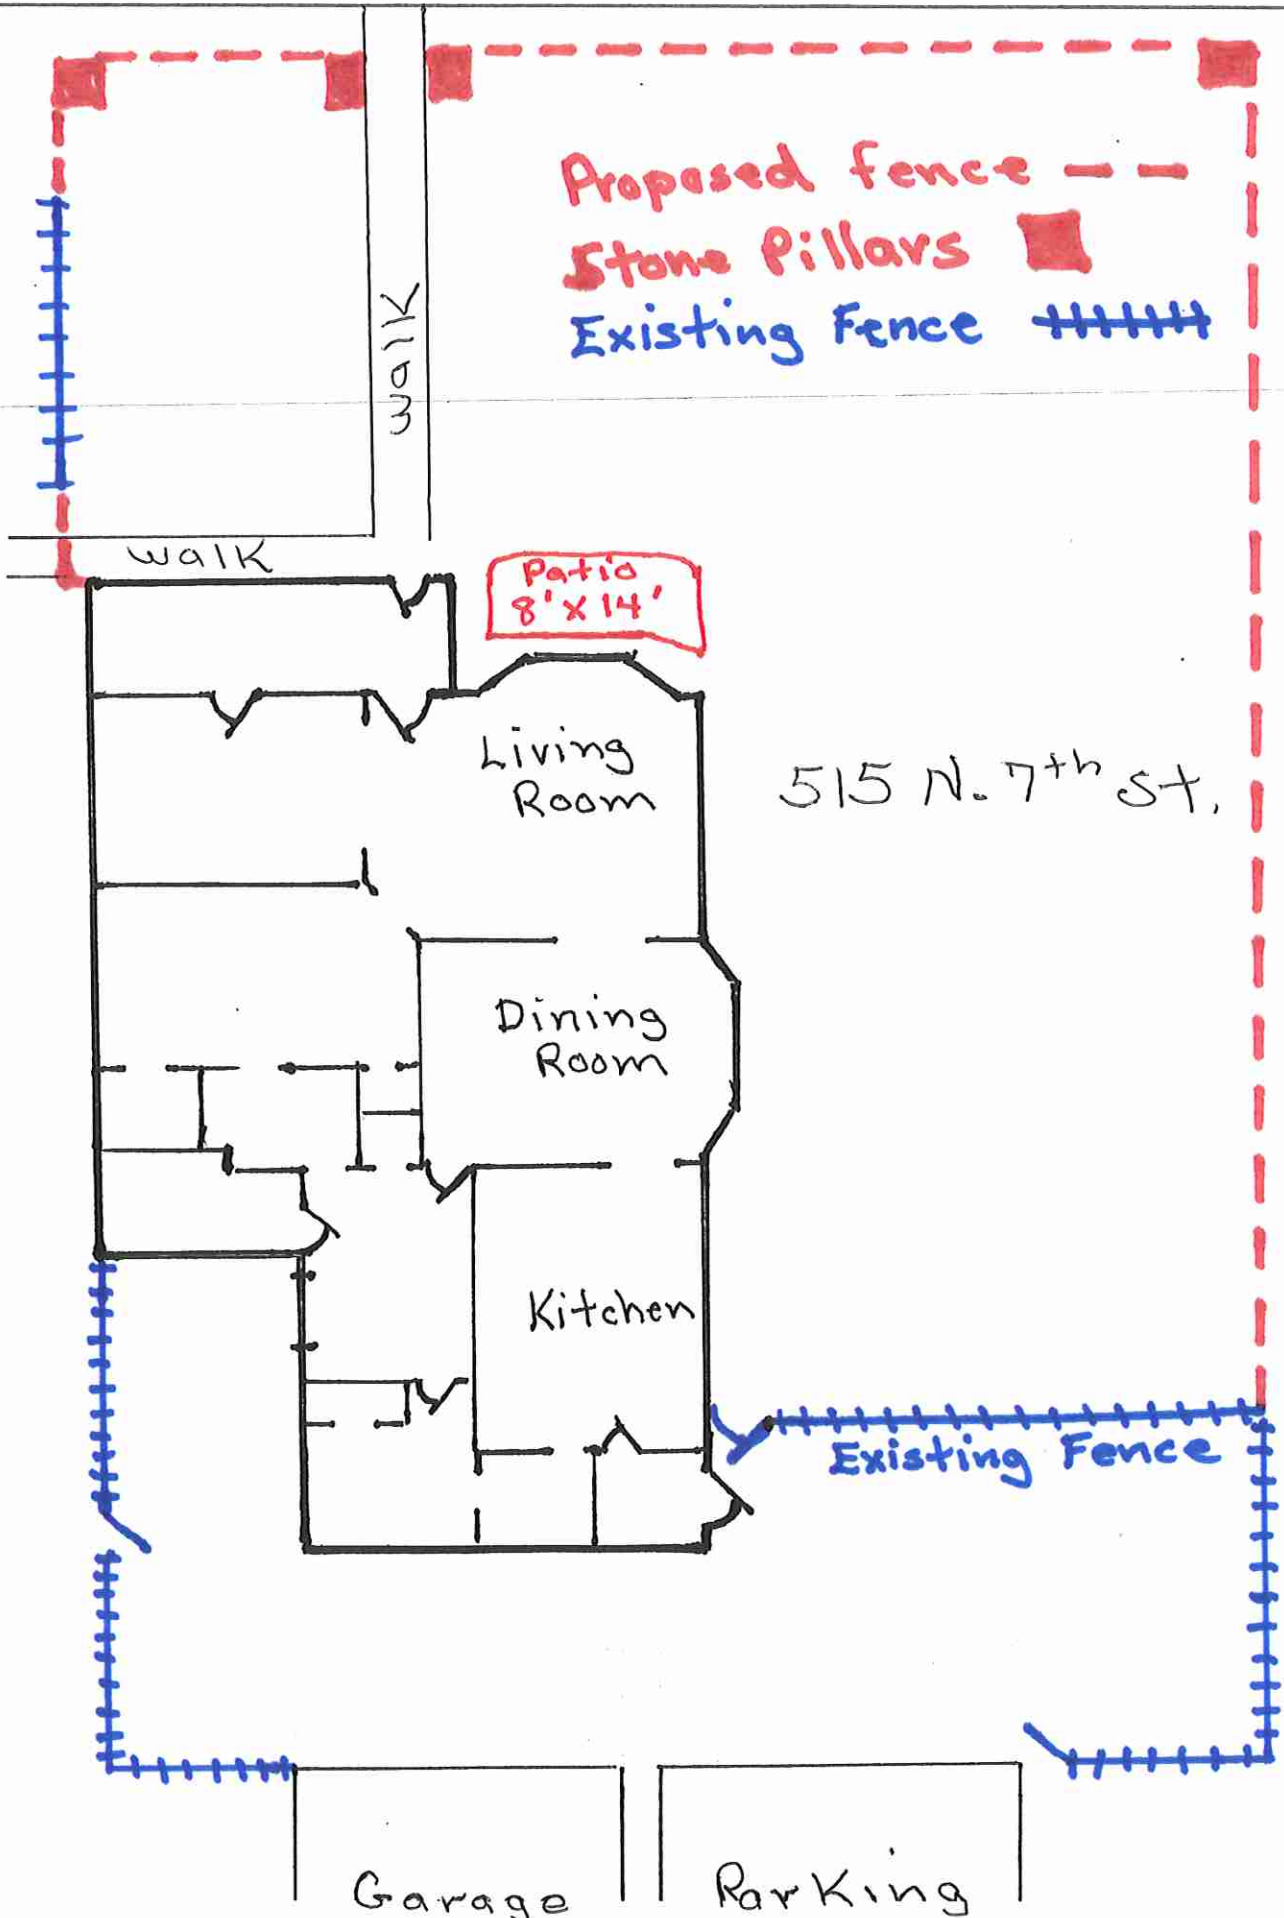 Proposed fence
Stone Pillars
Existing Fence
walk
walk
Patio
8'x14'
Living
Room
515 N. 7th St.
Dining
Room
Kitchen
Existing Fence
Garage
Parking